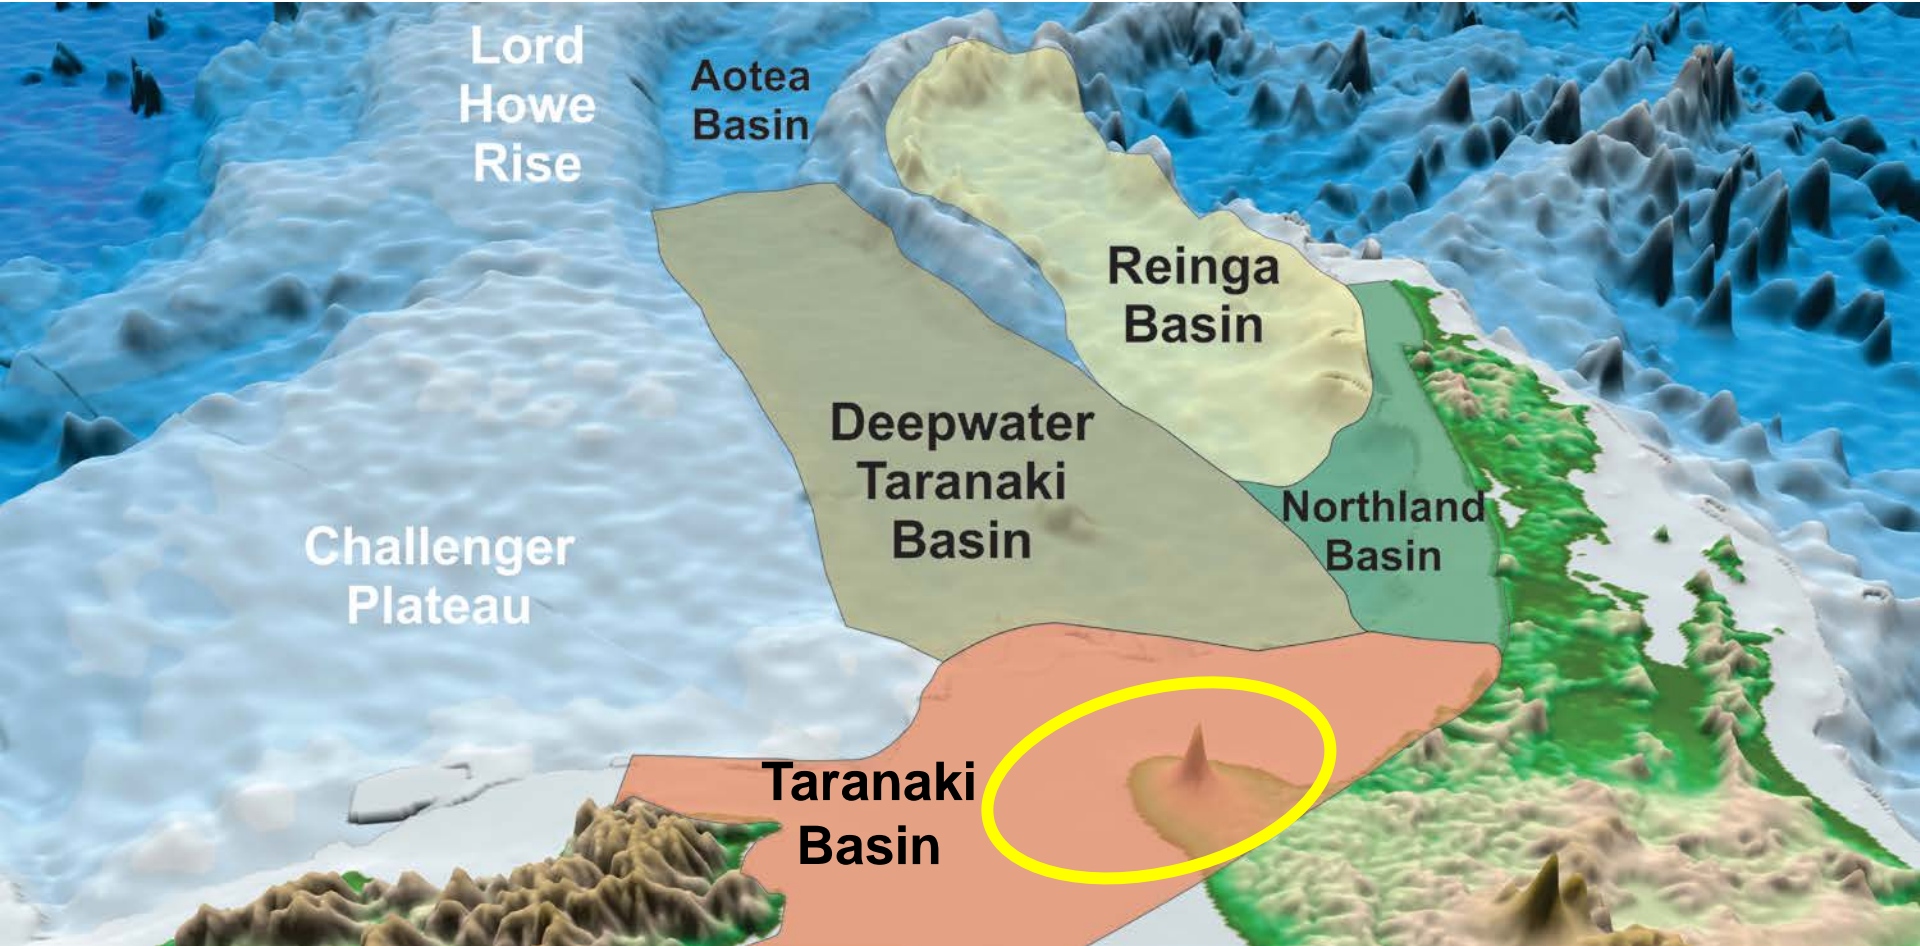 Lord
Howe
Rise
Aotea
Basin
Reinga
Basin
Deepwater
Taranaki
Basin
Northland
Basin
Challenger
Plateau
Taranaki
Basin